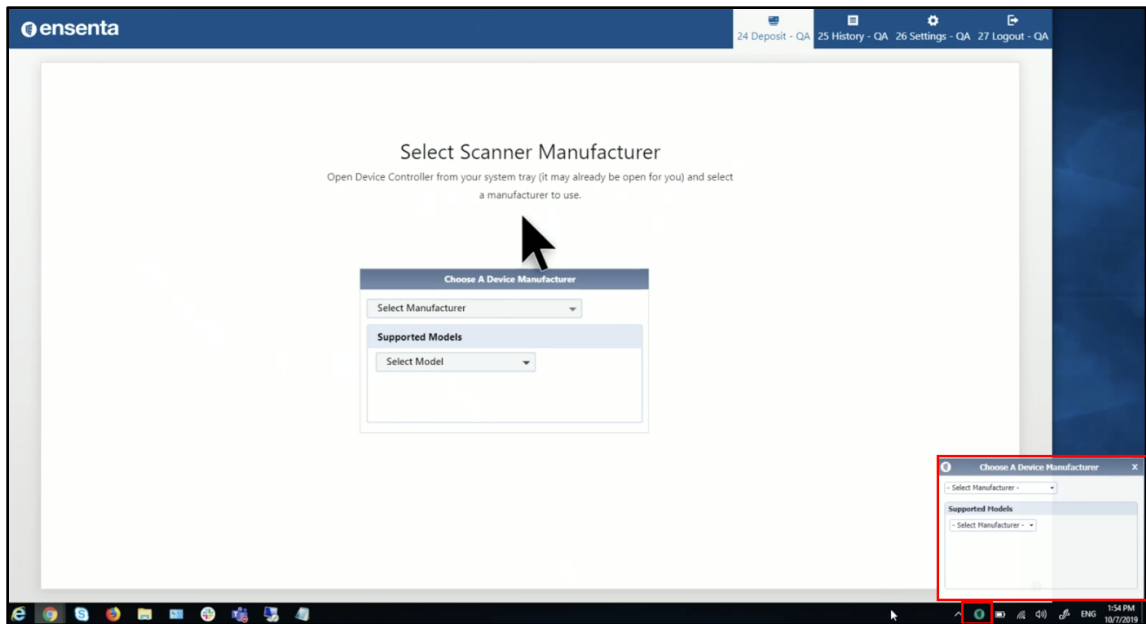 ensenta
24 Deposit - QA
25 History - QA
26 Settings - QA
27 Logout - QA
Select Scanner Manufacturer
Open Device Controller from your system tray (it may already be open for you) and select
a manufacturer to use.
Choose A Device Manufacturer
Select Manufacturer
Supported Models
Select Model
Choose A Device Manufacturer X
- Select Manufacturer -
Supported Models
- Select Manufacturer -
ENG
1:54 PM
10/7/2019